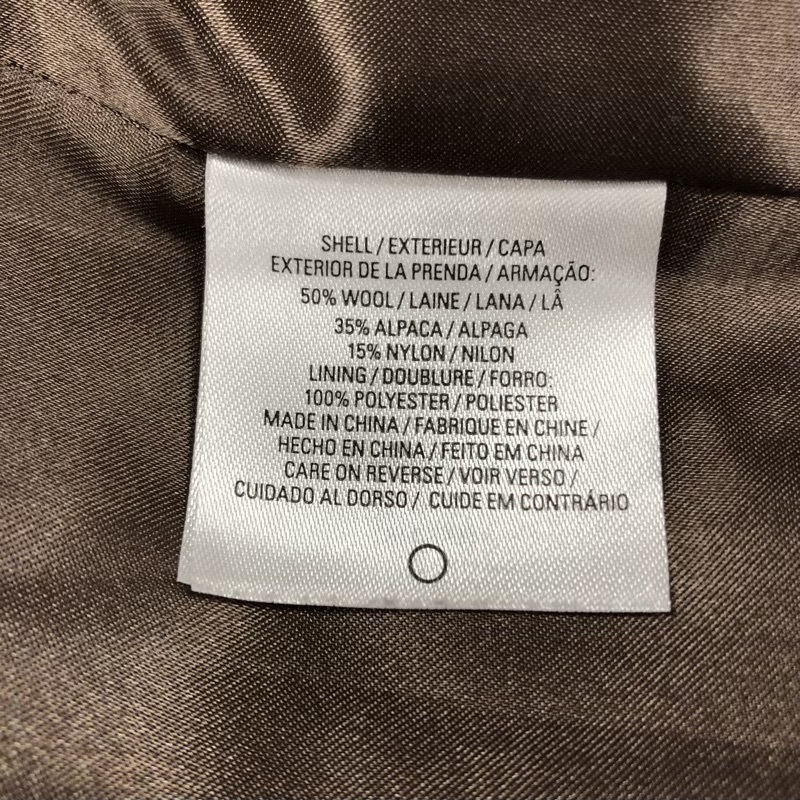 SHELL / EXTERIEUR / CAPA
EXTERIOR DE LA PRENDA / ARMAÇÃO:
50% WOOL / LAINE / LANA / LÂ
35% ALPACA / ALPAGA
15% NYLON / NILON
LINING / DOUBLURE / FORRO:
100% POLYESTER / POLIESTER
MADE IN CHINA / FABRIQUE EN CHINE /
HECHO EN CHINA / FEITO EM CHINA
CARE ON REVERSE / VOIR VERSO /
CUIDADO AL DORSO / CUIDE EM CONTRÁRIO